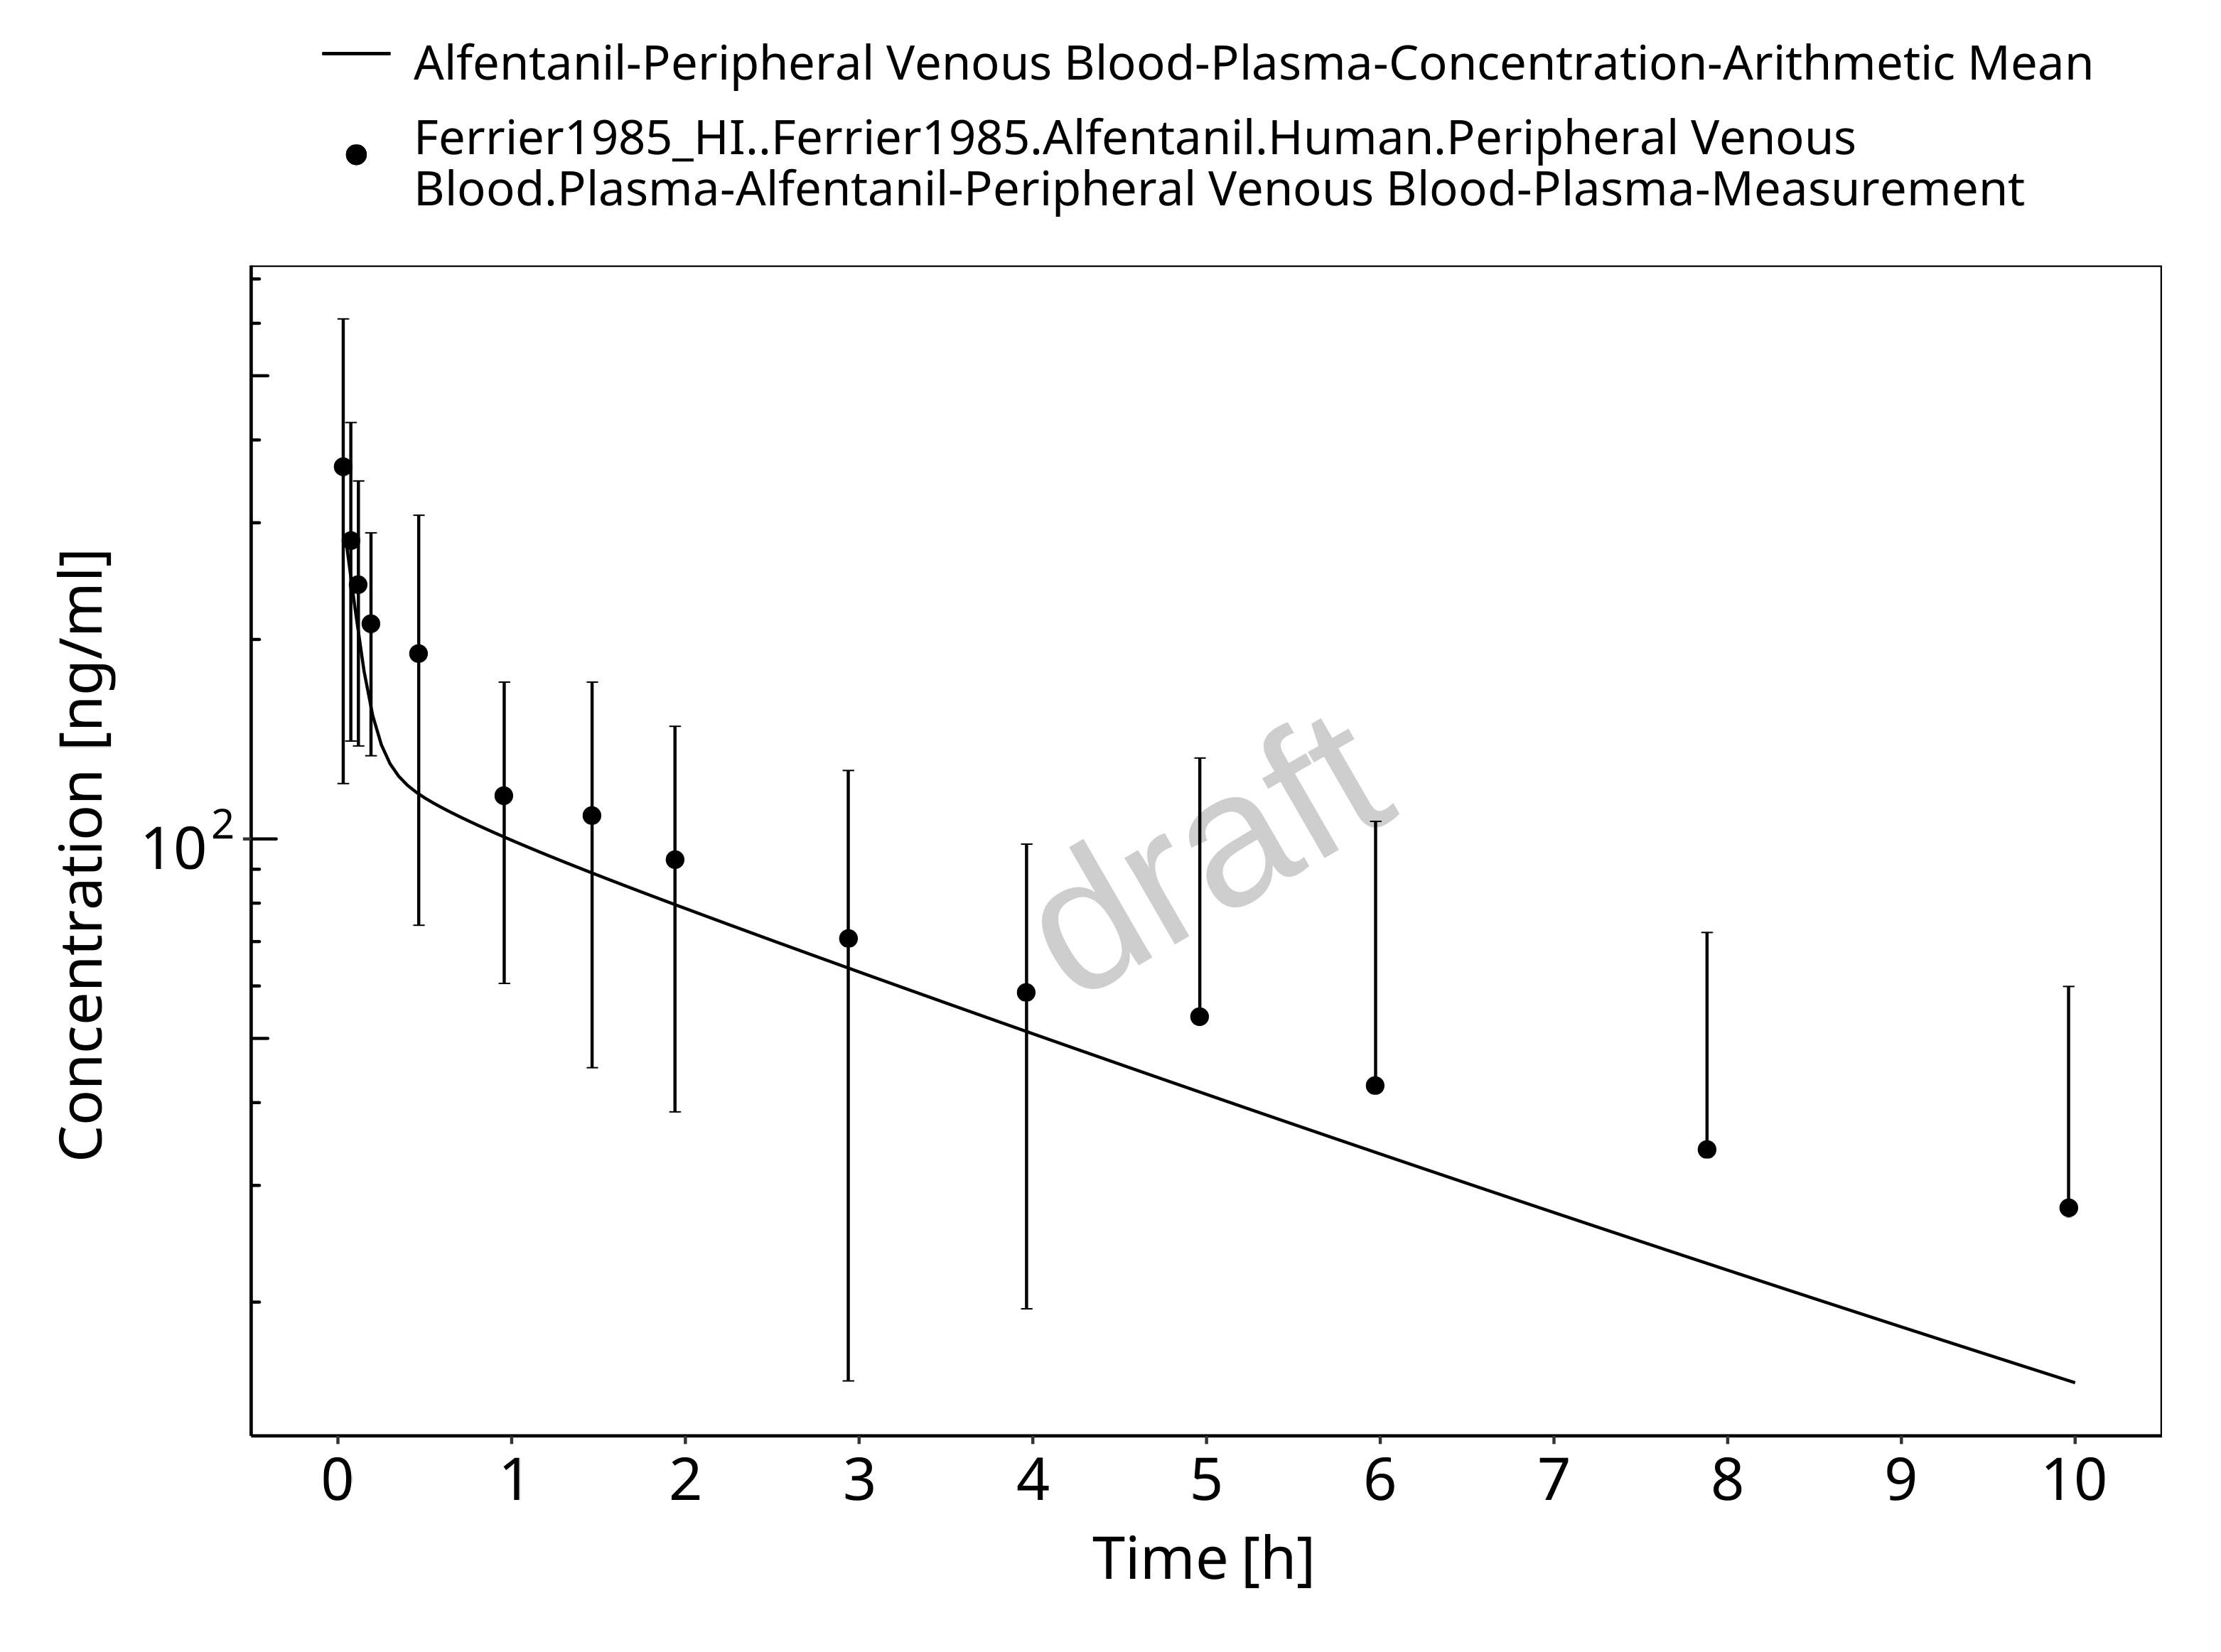 Alfentanil-Peripheral Venous Blood-Plasma-Concentration-Arithmetic Mean
Ferrier1985_HI..Ferrier1985.Alfentanil.Human.Peripheral Venous
Blood.Plasma-Alfentanil-Peripheral Venous Blood-Plasma-Measurement
Concentration [ng/ml]
10²
draft
0 1 2 3 4 5 6 7 8 9 10
Time [h]